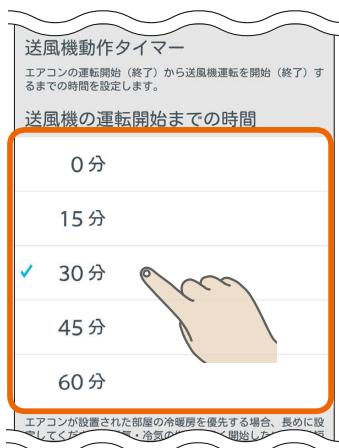 送風機動作タイマー
エアコンの運転開始（終了）から送風機運転を開始（終了）す
るまでの時間を設定します。
送風機の運転開始までの時間
0分
15分
30分
45分
60分
エアコンが設置された部屋の冷暖房を優先する場合、長めに設